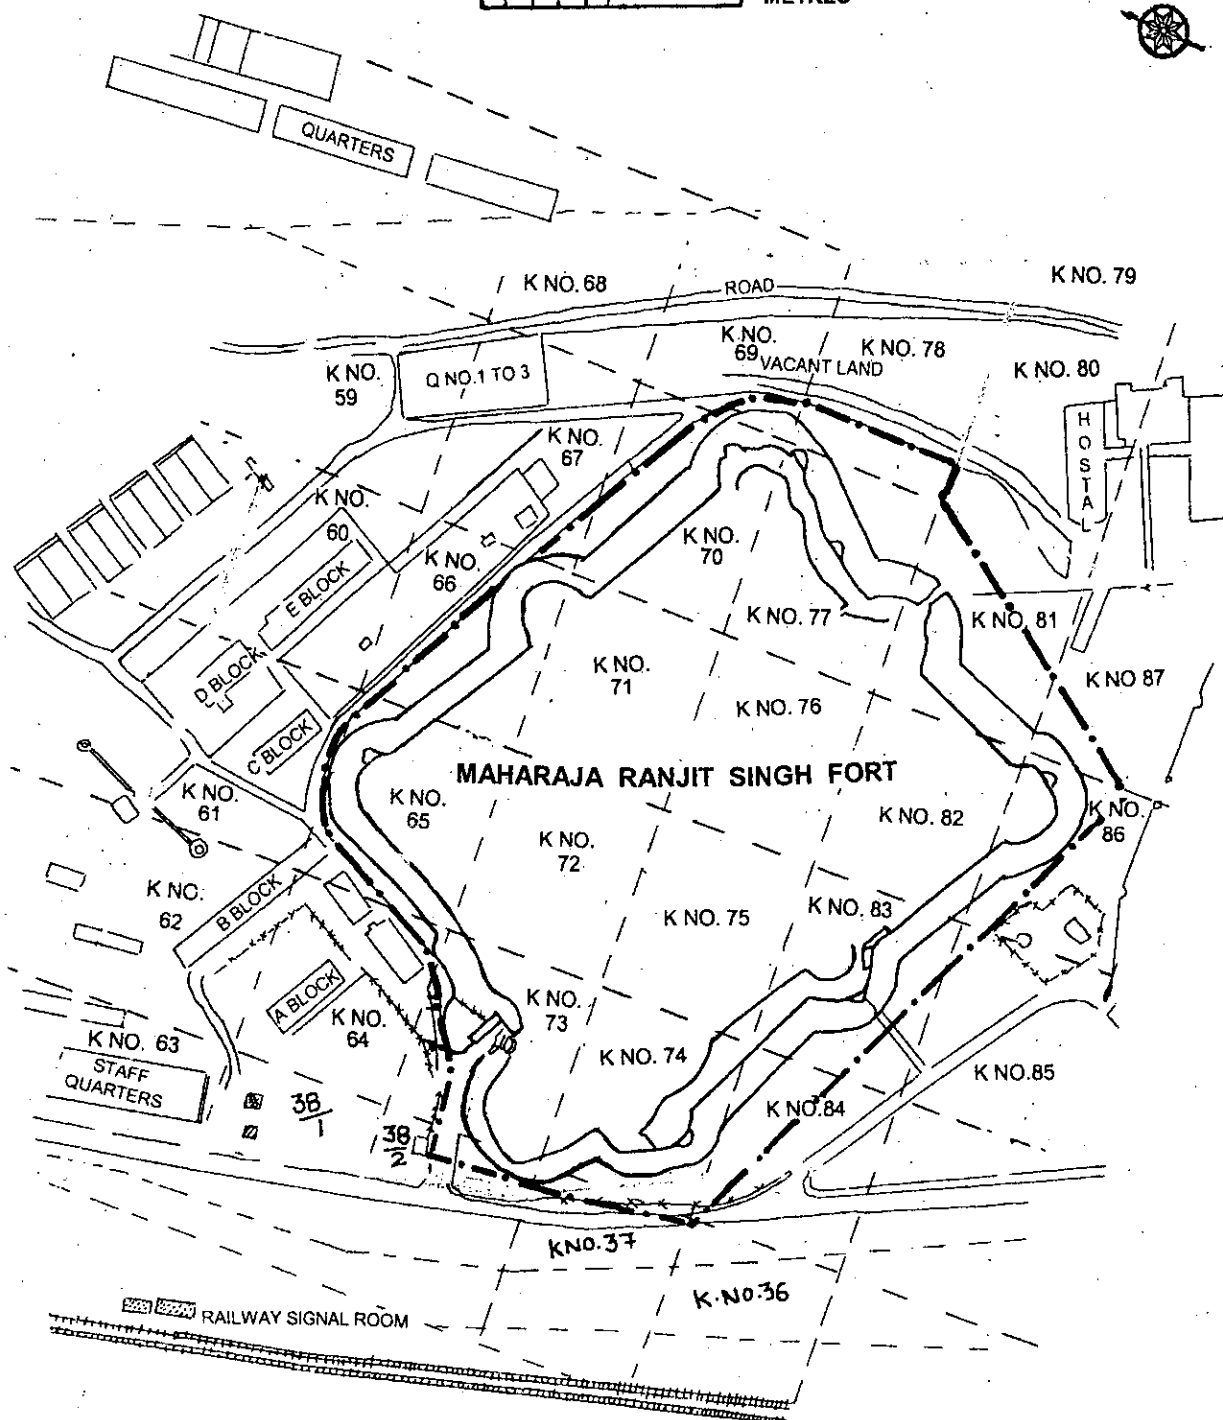 METRES
QUARTERS
K NO. 68
ROAD
K NO. 79
K NO.
69
K NO. 78
VACANT LAND
K NO. 80
K NO.
59
Q NO.1 TO 3
HOSTAL
K NO.
67
K NO.
60
K NO.
66
K NO.
70
E BLOCK
K NO. 77
K NO. 81
D BLOCK
K NO.
71
K NO 87
K NO. 76
C BLOCK
MAHARAJA RANJIT SINGH FORT
K NO.
61
K NO.
65
K NO. 82
K NO.
86
K NO.
72
K NO.
62
B BLOCK
K NO. 75
K NO. 83
A BLOCK
K NO.
64
K NO.
73
K NO. 63
STAFF
QUARTERS
K NO. 74
K NO.85
K NO.84
38/1
38/2
KNO.37
K.NO.36
RAILWAY SIGNAL ROOM